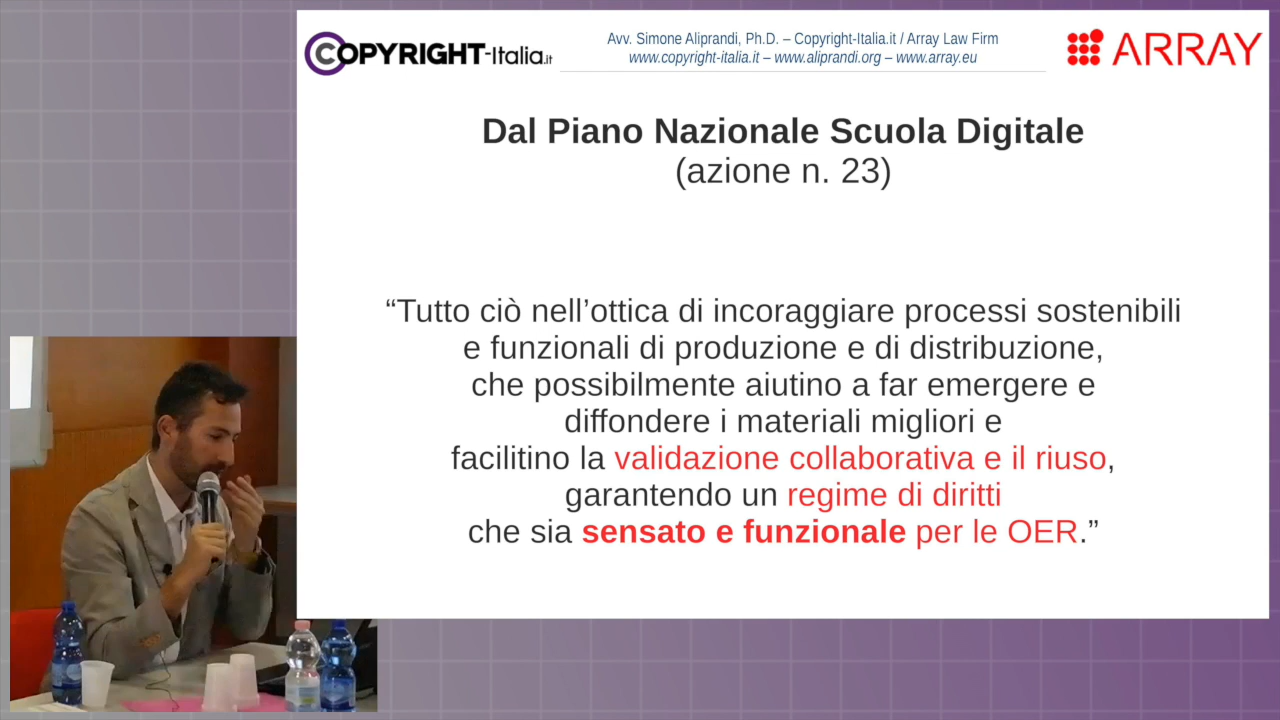 COPYRIGHT-Italia.it
Avv. Simone Aliprandi, Ph.D. – Copyright-Italia.it / Array Law Firm
www.copyright-italia.it – www.aliprandi.org – www.array.eu
ARRAY
Dal Piano Nazionale Scuola Digitale
(azione n. 23)
“Tutto ciò nell’ottica di incoraggiare processi sostenibili
e funzionali di produzione e di distribuzione,
che possibilmente aiutino a far emergere e
diffondere i materiali migliori e
facilitino la validazione collaborativa e il riuso,
garantendo un regime di diritti
che sia sensato e funzionale per le OER.”